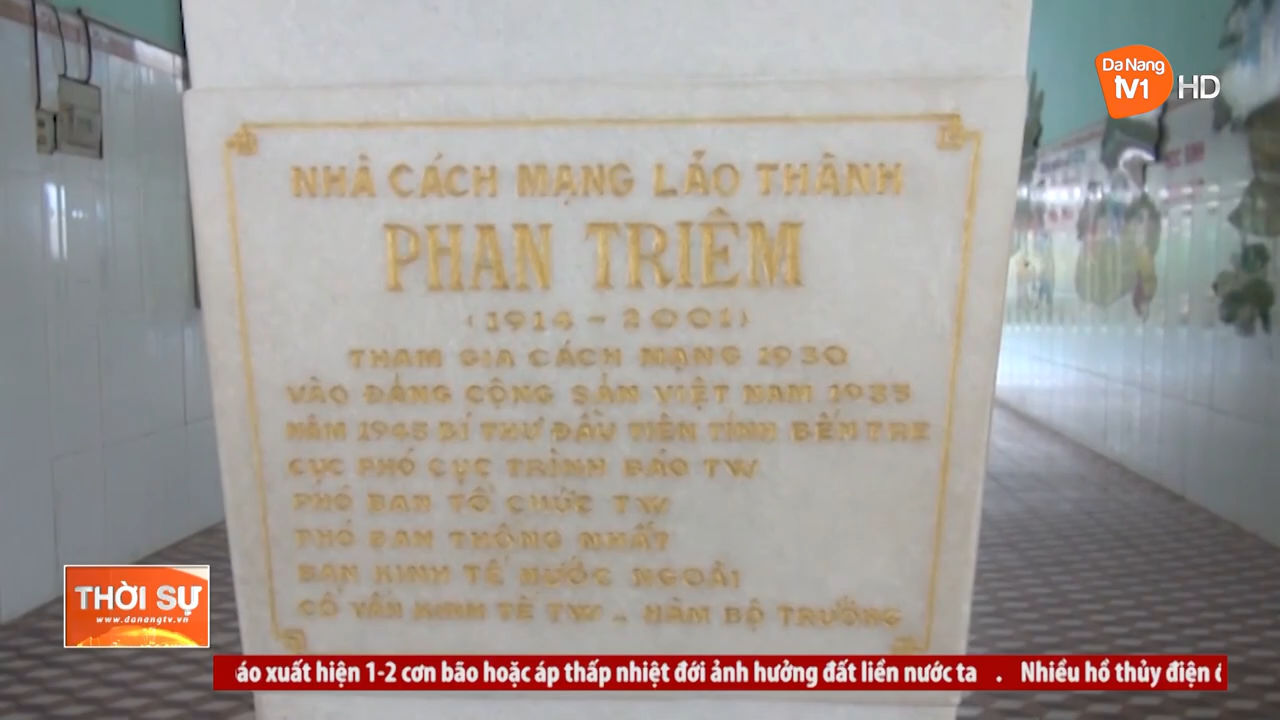 Da Nang
TV1 HD
NHÀ CÁCH MẠNG LÃO THÀNH
PHAN TRIÊM
(1914 - 2001)
THAM GIA CÁCH MẠNG 1930
VÀO ĐẢNG CỘNG SẢN VIỆT NAM 1935
NĂM 1945 BÍ THƯ ĐẦU TIÊN TỈNH BẾN TRE
CỤC PHÓ CỤC TRÌNH BÁO TW
PHÓ BAN TỔ CHỨC TW
PHÓ BAN THỐNG NHẤT
BAN KINH TẾ NƯỚC NGOÀI
CỐ VẤN KINH TẾ TW - HÀM BỘ TRƯỞNG
THỜI SỰ
www.danangtv.vn
áo xuất hiện 1-2 cơn bão hoặc áp thấp nhiệt đới ảnh hưởng đất liền nước ta . Nhiều hồ thủy điện